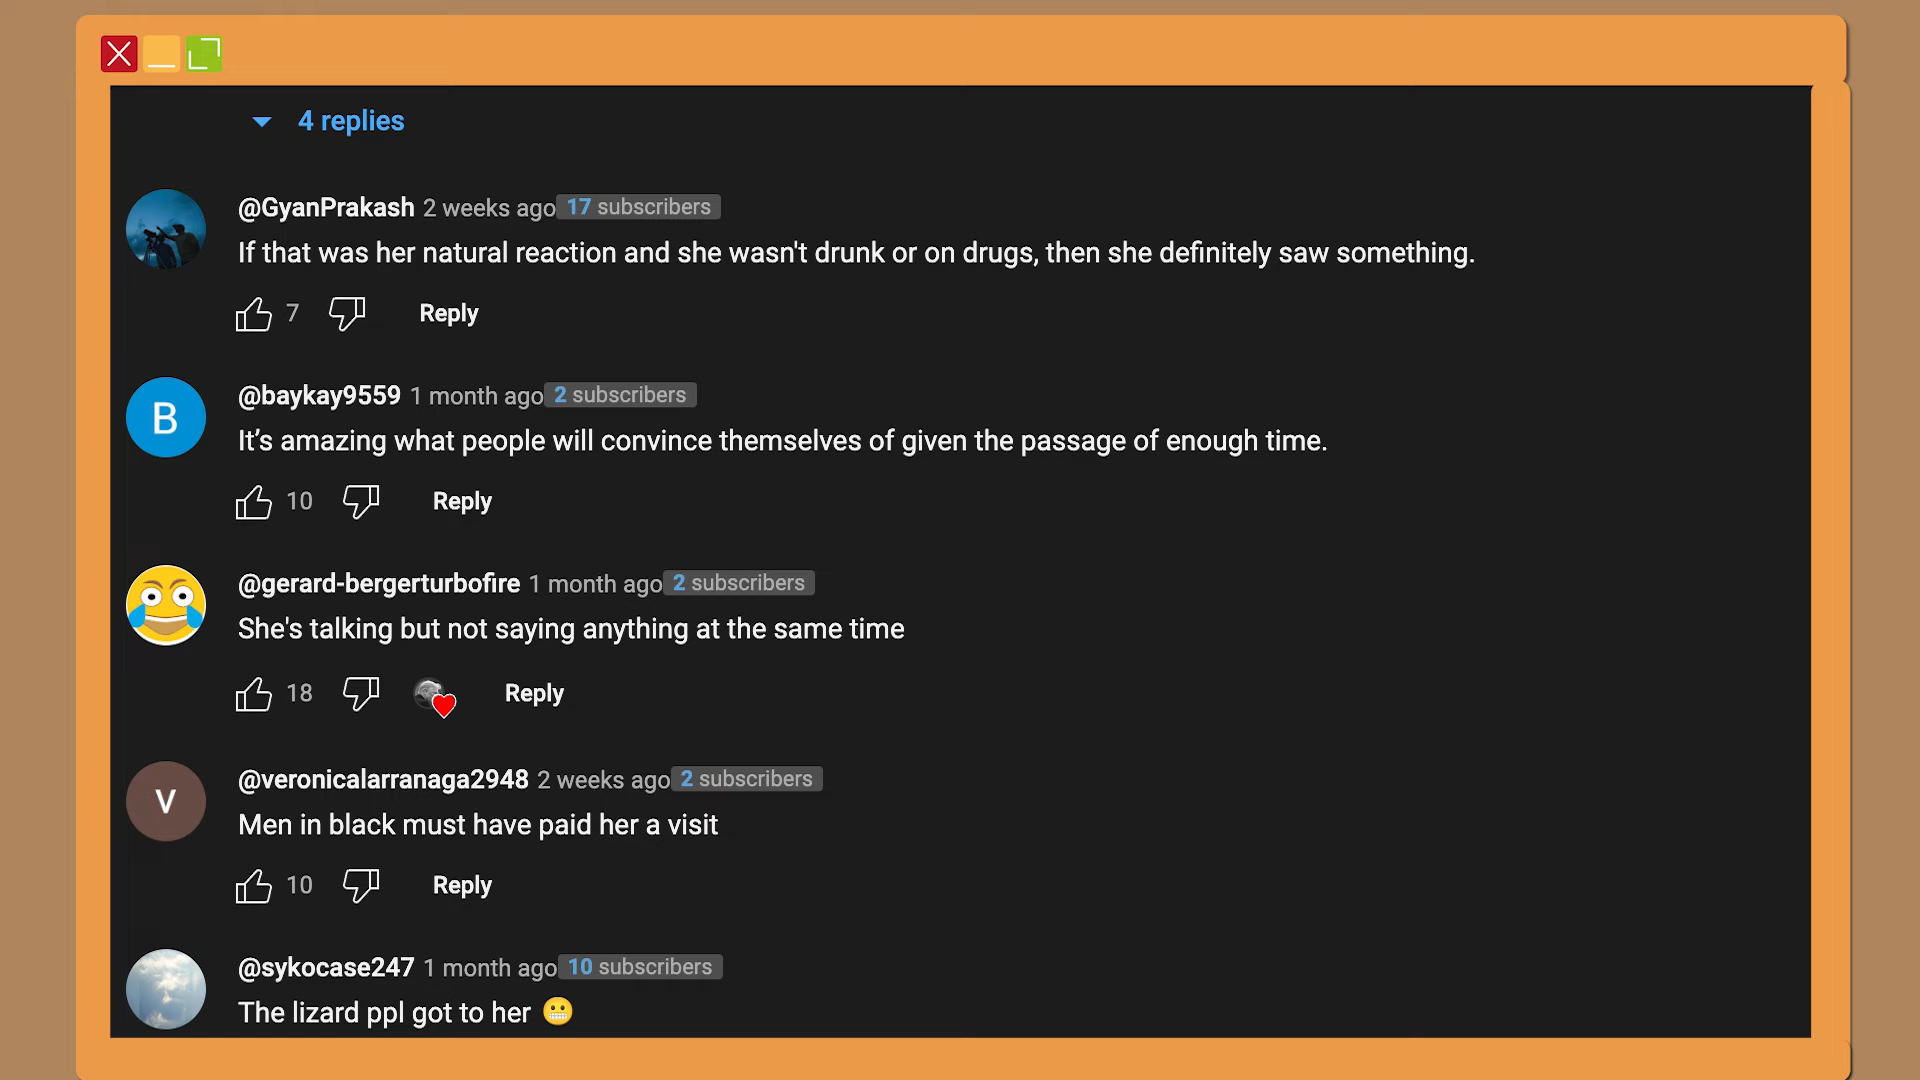 4 replies
@GyanPrakash 2 weeks ago 17 subscribers
If that was her natural reaction and she wasn't drunk or on drugs, then she definitely saw something.
7 Reply
B
@baykay9559 1 month ago 2 subscribers
It’s amazing what people will convince themselves of given the passage of enough time.
10 Reply
@gerard-bergerturbofire 1 month ago 2 subscribers
She's talking but not saying anything at the same time
18 Reply
V
@veronicalarranaga2948 2 weeks ago 2 subscribers
Men in black must have paid her a visit
10 Reply
@sykocase247 1 month ago 10 subscribers
The lizard ppl got to her 😬